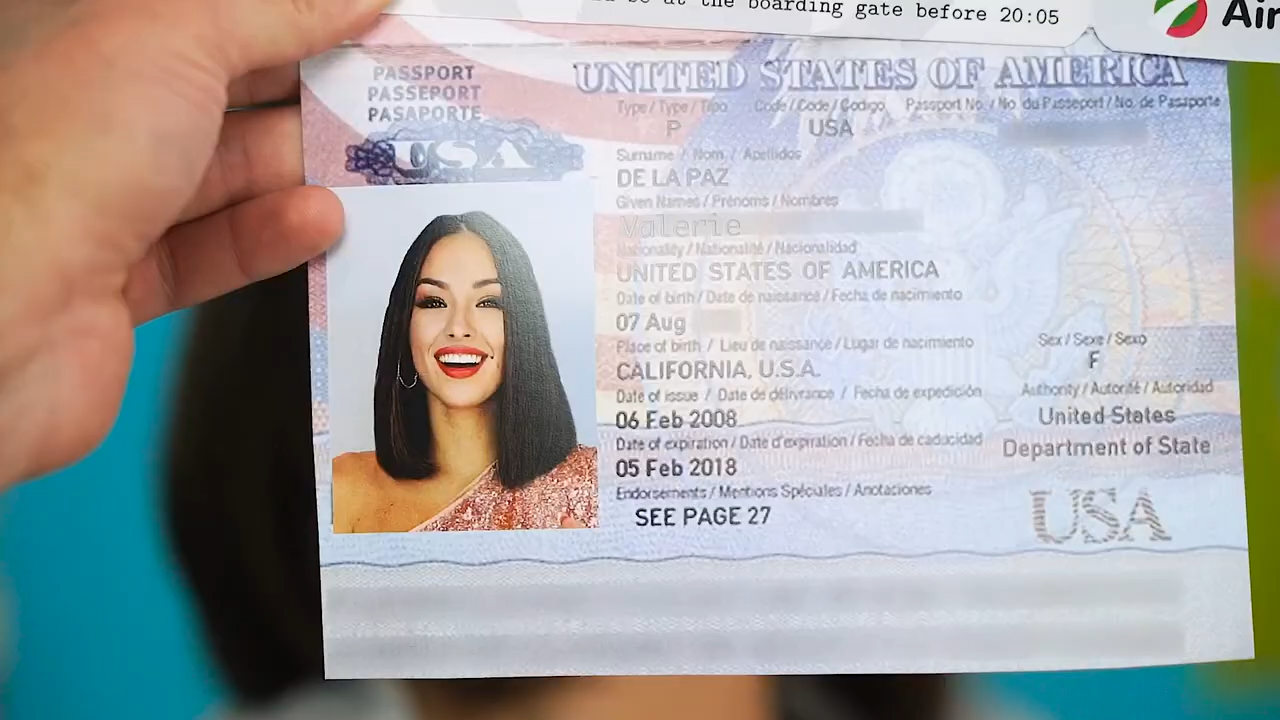 be at the boarding gate before 20:05
Air
PASSPORT
PASSEPORT
PASAPORTE
USA
UNITED STATES OF AMERICA
Type / Type / Tipo Code / Code / Codigo Passport No. / No. du Passeport / No. de Pasaporte
P USA
Surname / Nom / Apellidos
DE LA PAZ
Given Names / Prénoms / Nombres
Valerie
Nationality / Nationalité / Nacionalidad
UNITED STATES OF AMERICA
Date of birth / Date de naissance / Fecha de nacimiento
07 Aug
Place of birth / Lieu de naissance / Lugar de nacimiento
CALIFORNIA, U.S.A.
Sex / Sexe / Sexo
F
Date of issue / Date de délivrance / Fecha de expedición
06 Feb 2008
Authority / Autorité / Autoridad
United States
Department of State
Date of expiration / Date d'expiration / Fecha de caducidad
05 Feb 2018
Endorsements / Mentions Spéciales / Anotaciones
SEE PAGE 27
USA